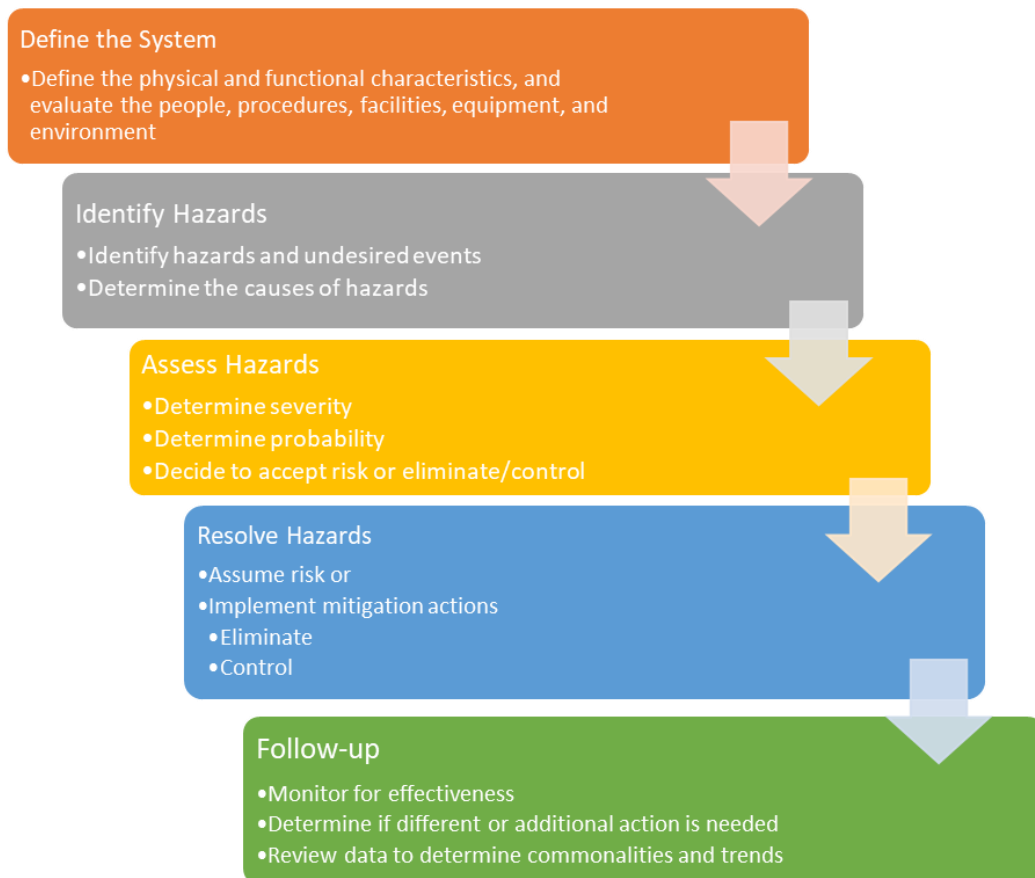 Define the System
•Define the physical and functional characteristics, and
evaluate the people, procedures, facilities, equipment, and
environment
Identify Hazards
•Identify hazards and undesired events
•Determine the causes of hazards
Assess Hazards
•Determine severity
•Determine probability
•Decide to accept risk or eliminate/control
Resolve Hazards
•Assume risk or
•Implement mitigation actions
•Eliminate
•Control
Follow-up
•Monitor for effectiveness
•Determine if different or additional action is needed
•Review data to determine commonalities and trends